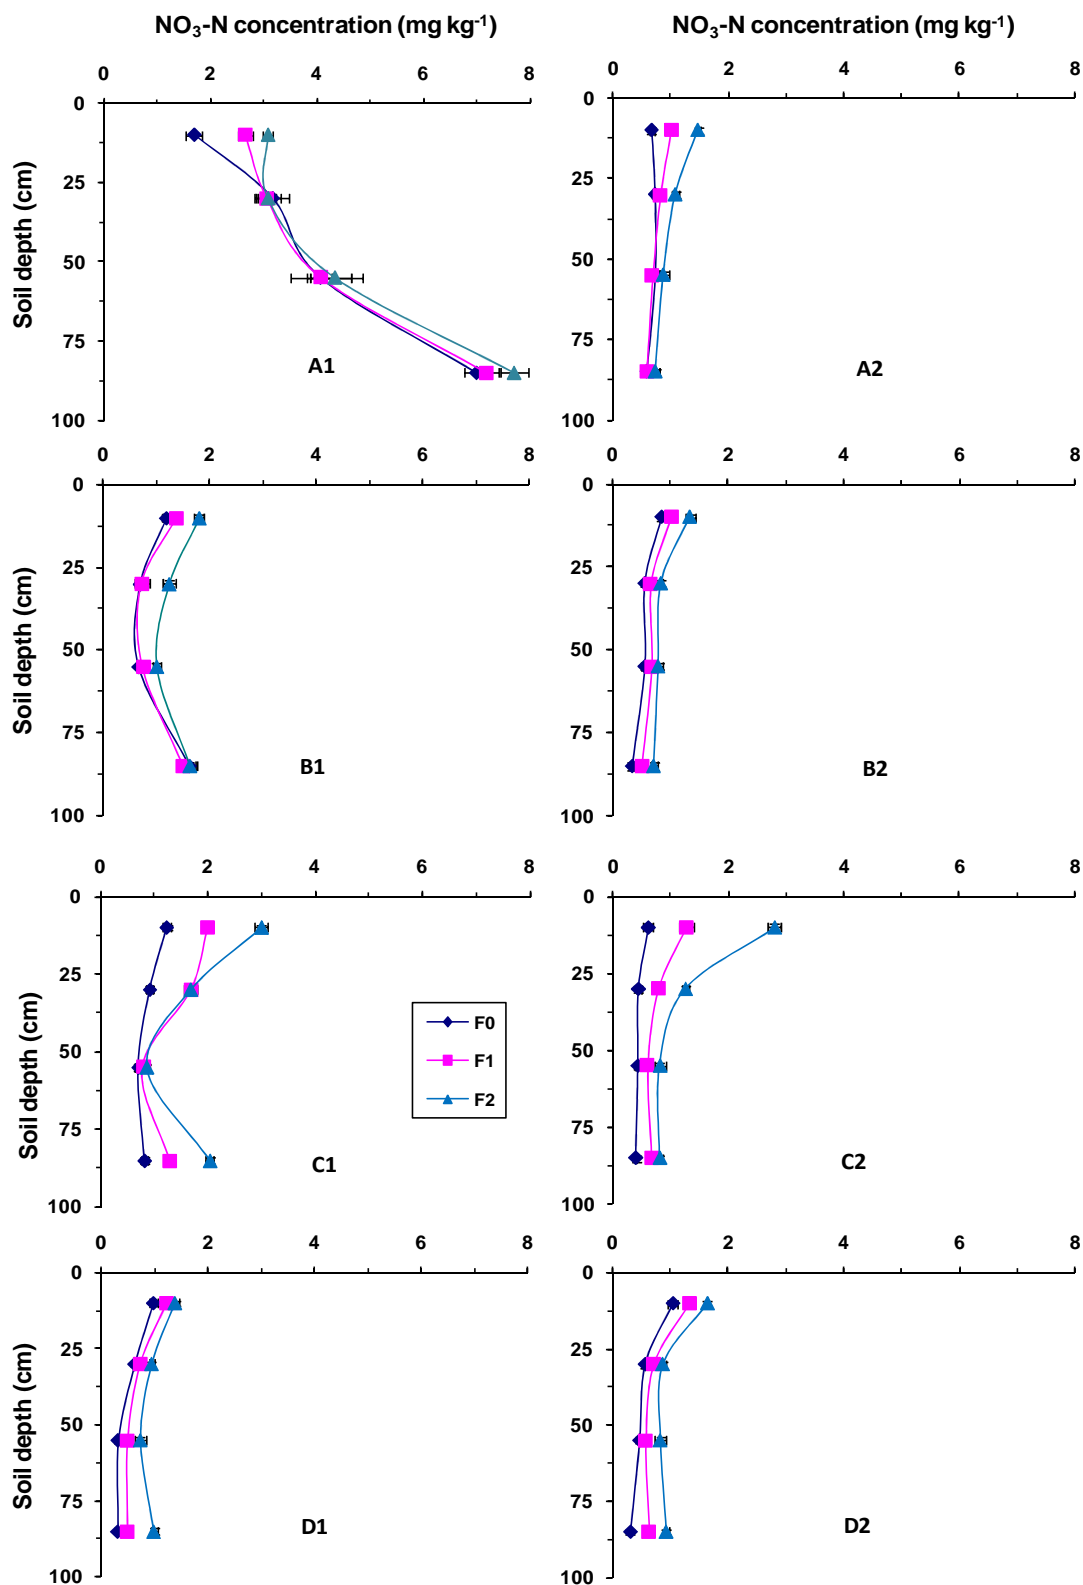 NO₃-N concentration (mg kg⁻¹) NO₃-N concentration (mg kg⁻¹)
0 2 4 6 8 0 2 4 6 8
0 0
25 25
50 50
75 75
100 100
Soil depth (cm)
A1 A2
0 2 4 6 8 0 2 4 6 8
0 0
25 25
50 50
75 75
100 100
Soil depth (cm)
B1 B2
0 2 4 6 8 0 2 4 6 8
0 0
25 25
50 50
75 75
100 100
Soil depth (cm)
F0
F1
F2
C1 C2
0 2 4 6 8 0 2 4 6 8
0 0
25 25
50 50
75 75
100 100
Soil depth (cm)
D1 D2